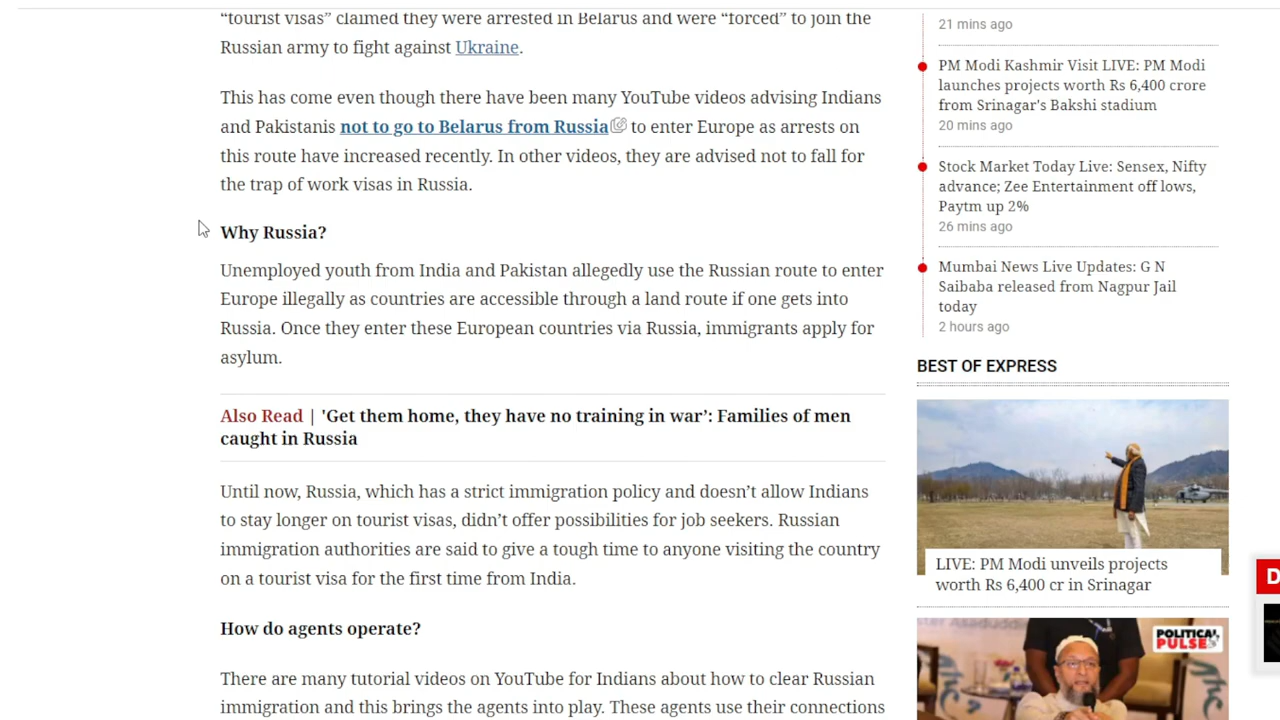 “tourist visas” claimed they were arrested in Belarus and were “forced” to join the
Russian army to fight against Ukraine.
This has come even though there have been many YouTube videos advising Indians
and Pakistanis not to go to Belarus from Russia to enter Europe as arrests on
this route have increased recently. In other videos, they are advised not to fall for
the trap of work visas in Russia.
Why Russia?
Unemployed youth from India and Pakistan allegedly use the Russian route to enter
Europe illegally as countries are accessible through a land route if one gets into
Russia. Once they enter these European countries via Russia, immigrants apply for
asylum.
Also Read | 'Get them home, they have no training in war’: Families of men
caught in Russia
Until now, Russia, which has a strict immigration policy and doesn’t allow Indians
to stay longer on tourist visas, didn’t offer possibilities for job seekers. Russian
immigration authorities are said to give a tough time to anyone visiting the country
on a tourist visa for the first time from India.
How do agents operate?
There are many tutorial videos on YouTube for Indians about how to clear Russian
immigration and this brings the agents into play. These agents use their connections
21 mins ago
PM Modi Kashmir Visit LIVE: PM Modi
launches projects worth Rs 6,400 crore
from Srinagar's Bakshi stadium
20 mins ago
Stock Market Today Live: Sensex, Nifty
advance; Zee Entertainment off lows,
Paytm up 2%
26 mins ago
Mumbai News Live Updates: G N
Saibaba released from Nagpur Jail
today
2 hours ago
BEST OF EXPRESS
LIVE: PM Modi unveils projects
worth Rs 6,400 cr in Srinagar
POLITICAL
PULSE